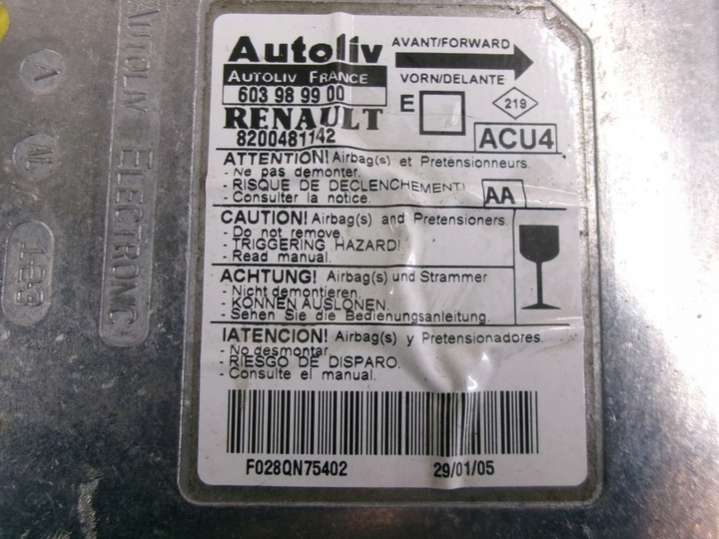 Autoliv
AUTOLIV FRANCE
603 98 99 00
RENAULT
8200481142
AVANT/FORWARD
VORN/DELANTE
E
219
ACU4
ATTENTION! Airbag(s) et Pretensionneurs.
- Ne pas demonter.
- RISQUE DE DECLENCHEMENT!
- Consulter la notice.
AA
CAUTION! Airbag(s) and Pretensioners.
- Do not remove.
- TRIGGERING HAZARD!
- Read manual.
ACHTUNG! Airbag(s) und Strammer
- Nicht demontieren.
- KONNEN AUSLONEN.
- Sehen Sie die Bedienungsanleitung.
IATENCION! Airbag(s) y Pretensionadores.
- No desmontar
- RIESGO DE DISPARO.
- Consulte el manual.
F028QN75402 29/01/05
AUTOLIV ELECTRONIC
A
AL